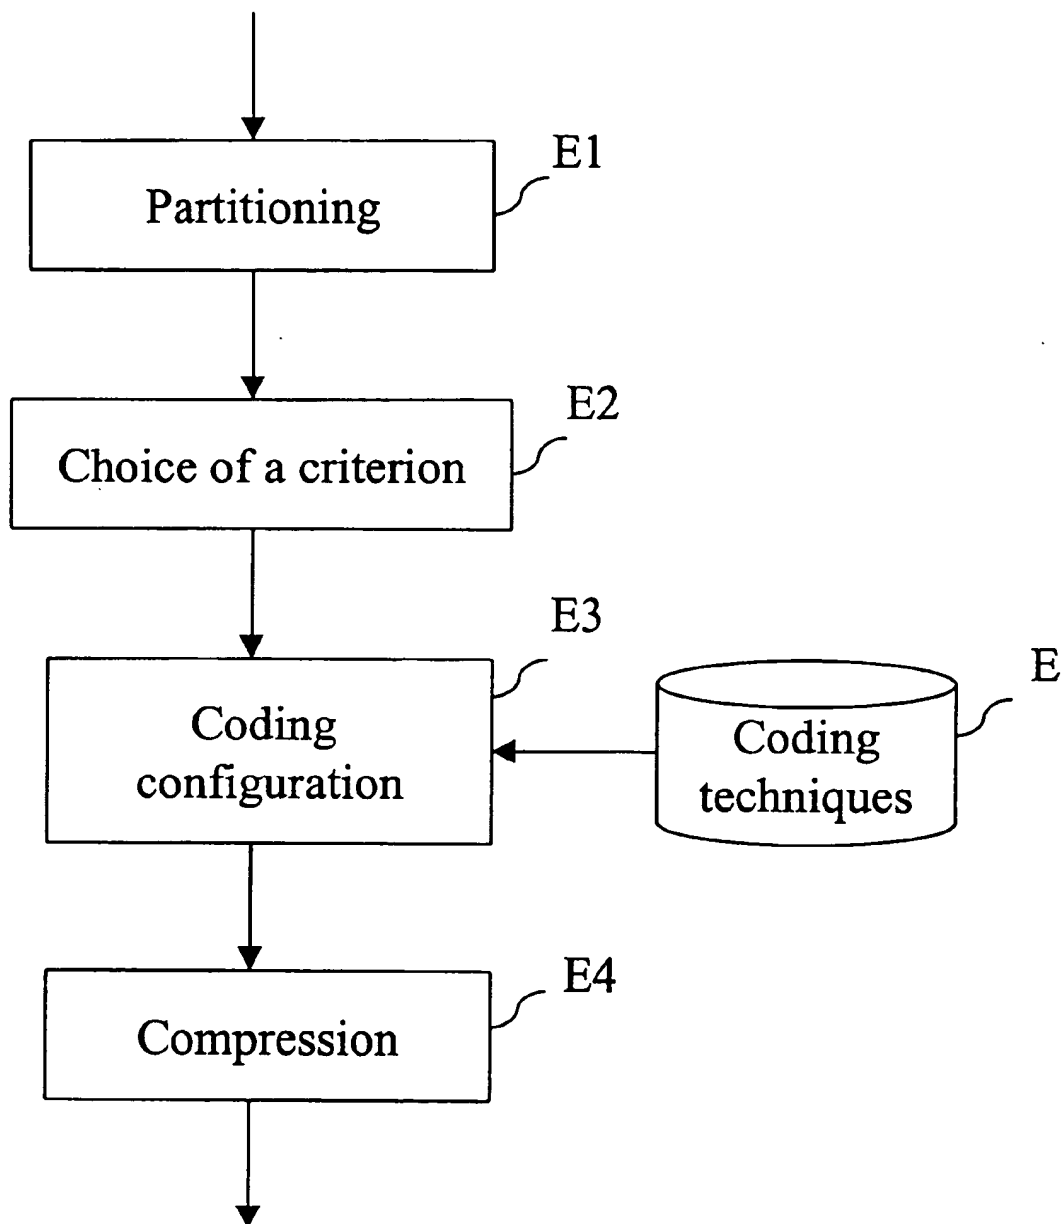 E1
Partitioning
E2
Choice of a criterion
E3
Coding
configuration
E
Coding
techniques
E4
Compression